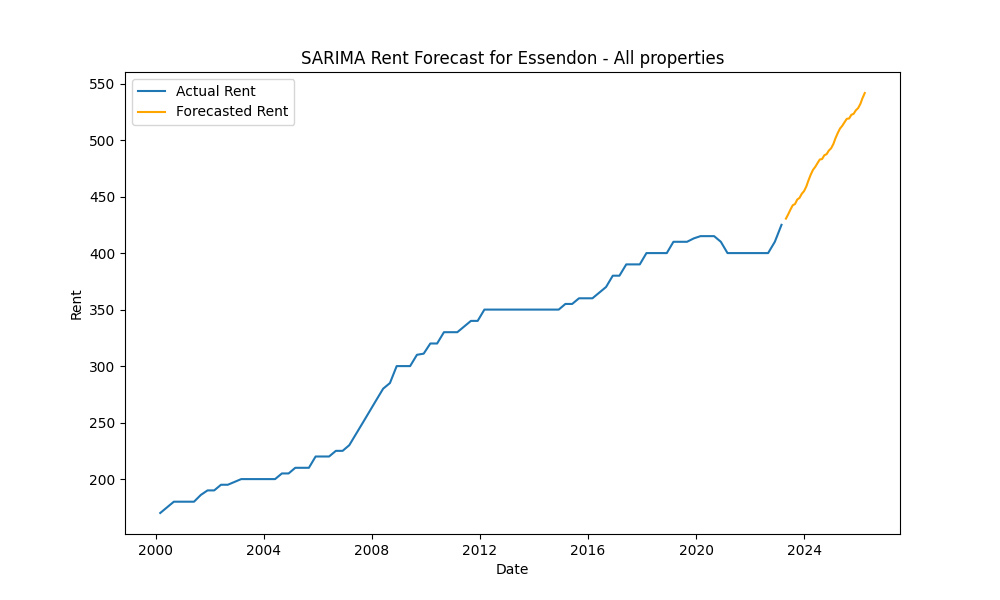 SARIMA Rent Forecast for Essendon - All properties
Actual Rent
Forecasted Rent
550
500
450
400
350
300
250
200
Rent
2000 2004 2008 2012 2016 2020 2024
Date